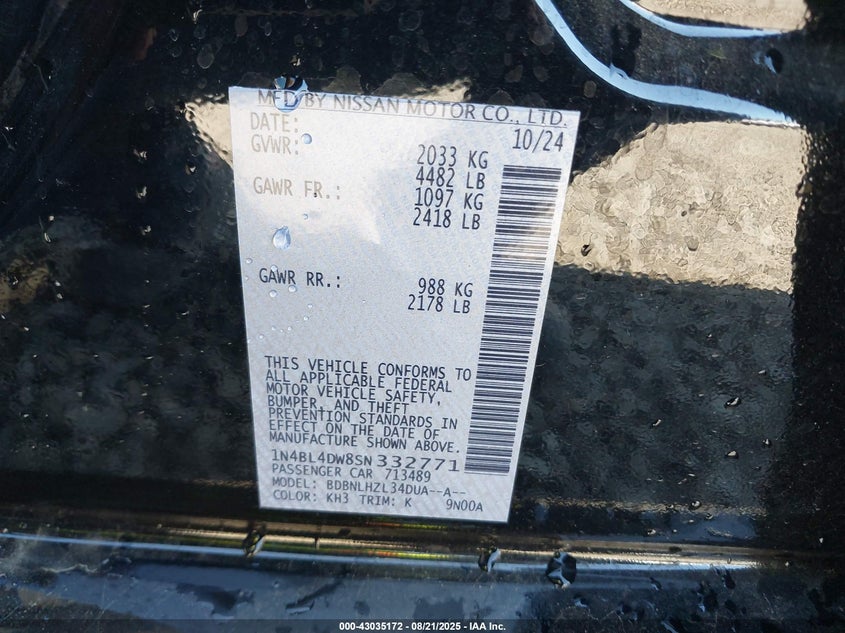 MFD BY NISSAN MOTOR CO., LTD.
DATE: 10/24
GVWR: 2033 KG
4482 LB
GAWR FR.: 1097 KG
2418 LB
GAWR RR.: 988 KG
2178 LB
THIS VEHICLE CONFORMS TO
ALL APPLICABLE FEDERAL
MOTOR VEHICLE SAFETY,
BUMPER, AND THEFT
PREVENTION STANDARDS IN
EFFECT ON THE DATE OF
MANUFACTURE SHOWN ABOVE.
1N4BL4DW8SN332771
PASSENGER CAR 713489
MODEL: BDBNLHZL34DUA--A--
COLOR: KH3 TRIM: K 9N00A
000-43035172 - 08/21/2025 - IAA Inc.